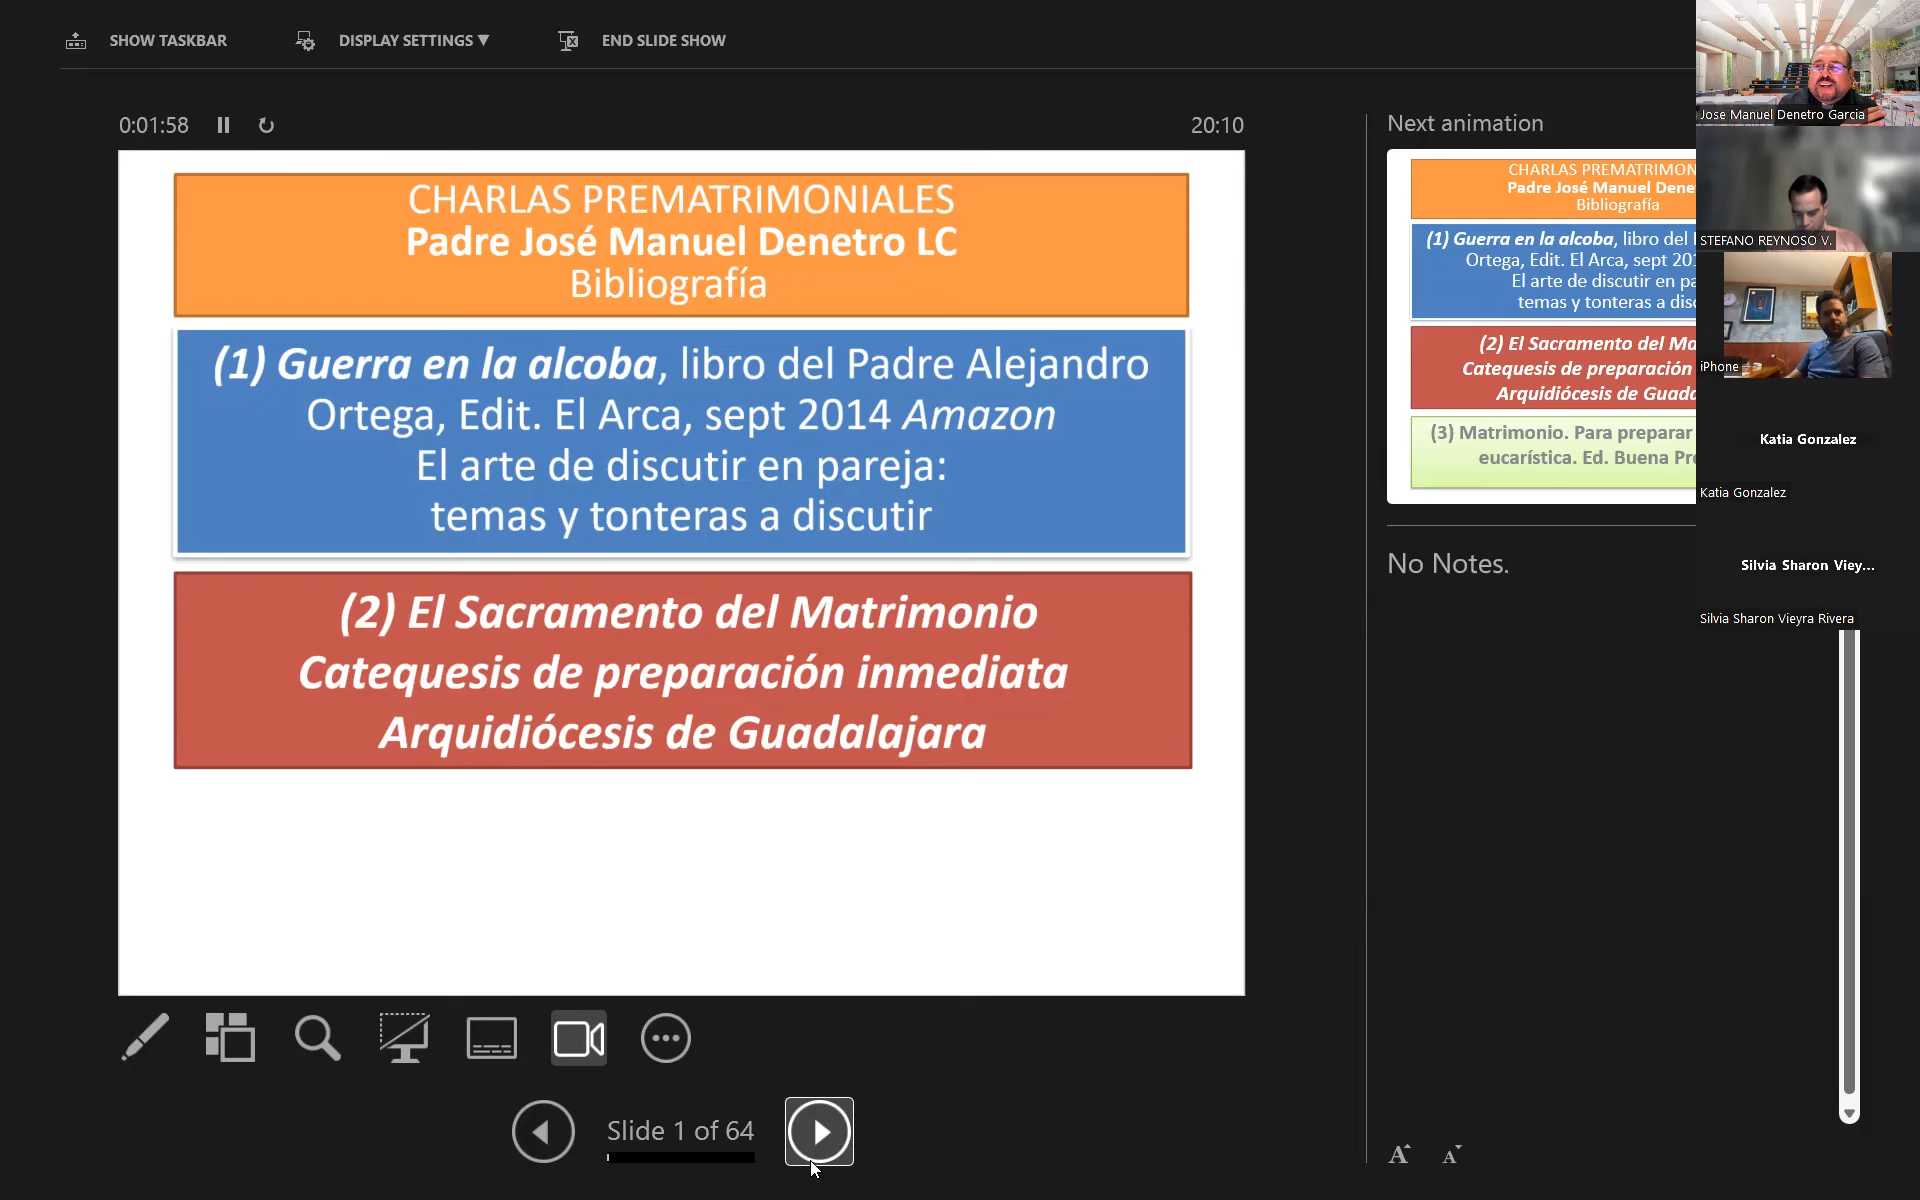 SHOW TASKBAR
DISPLAY SETTINGS ▼
END SLIDE SHOW
0:01:58
20:10
CHARLAS PREMATRIMONIALES
Padre José Manuel Denetro LC
Bibliografía
(1) Guerra en la alcoba, libro del Padre Alejandro
Ortega, Edit. El Arca, sept 2014 Amazon
El arte de discutir en pareja:
temas y tonteras a discutir
(2) El Sacramento del Matrimonio
Catequesis de preparación inmediata
Arquidiócesis de Guadalajara
Slide 1 of 64
Next animation
CHARLAS PREMATRIMON
Padre José Manuel Dene
Bibliografía
(1) Guerra en la alcoba, libro del
Ortega, Edit. El Arca, sept 20
El arte de discutir en pa
temas y tonteras a dis
(2) El Sacramento del Ma
Catequesis de preparación
Arquidiócesis de Guad
(3) Matrimonio. Para preparar
eucarística. Ed. Buena Pr
No Notes.
A A
Jose Manuel Denetro Garcia
STEFANO REYNOSO V.
iPhone
Katia Gonzalez
Katia Gonzalez
Silvia Sharon Viey...
Silvia Sharon Vieyra Rivera